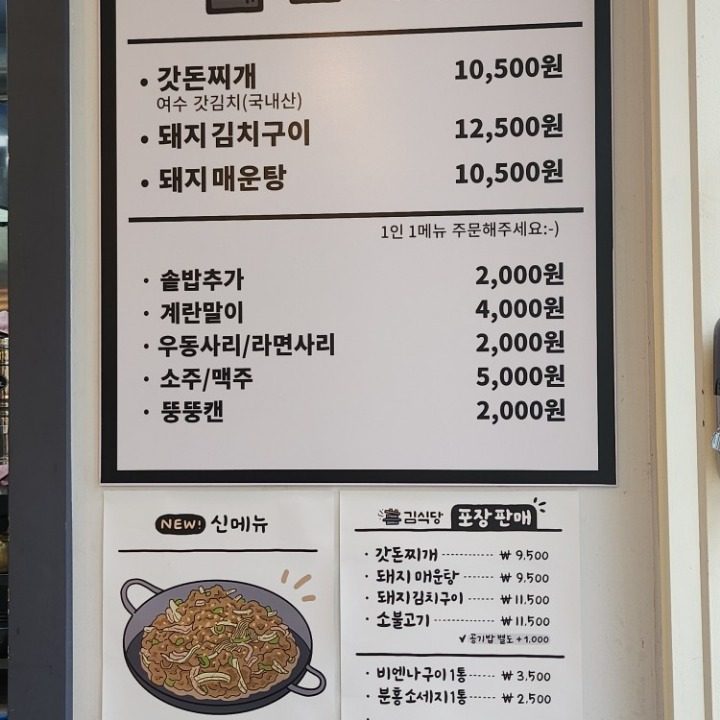 • 갓돈찌개 10,500원
여수 갓김치(국내산)
• 돼지김치구이 12,500원
• 돼지매운탕 10,500원
1인 1메뉴 주문해주세요:-)
· 솥밥추가 2,000원
· 계란말이 4,000원
· 우동사리/라면사리 2,000원
· 소주/맥주 5,000원
· 뚱뚱캔 2,000원
NEW! 신메뉴
김식당 포장판매
· 갓돈찌개 -------- ₩ 9.500
· 돼지 매운탕 ----- ₩ 9.500
· 돼지김치구이 ---- ₩ 11.500
· 소불고기 -------- ₩ 11.500
✓ 공기밥 별도 +1.000
· 비엔나구이 1통 ---- ₩ 3.500
· 분홍소세지 1통 ---- ₩ 2.500